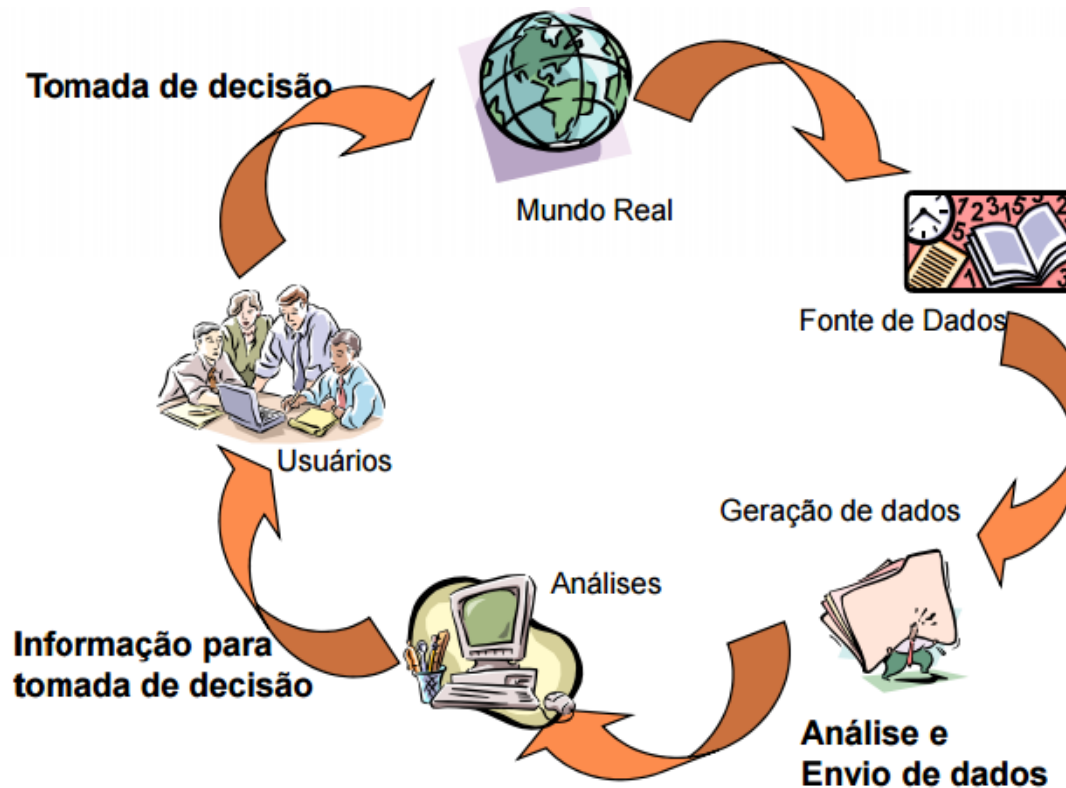 Tomada de decisão
Mundo Real
Fonte de Dados
Usuários
Geração de dados
Análises
Informação para
tomada de decisão
Análise e
Envio de dados